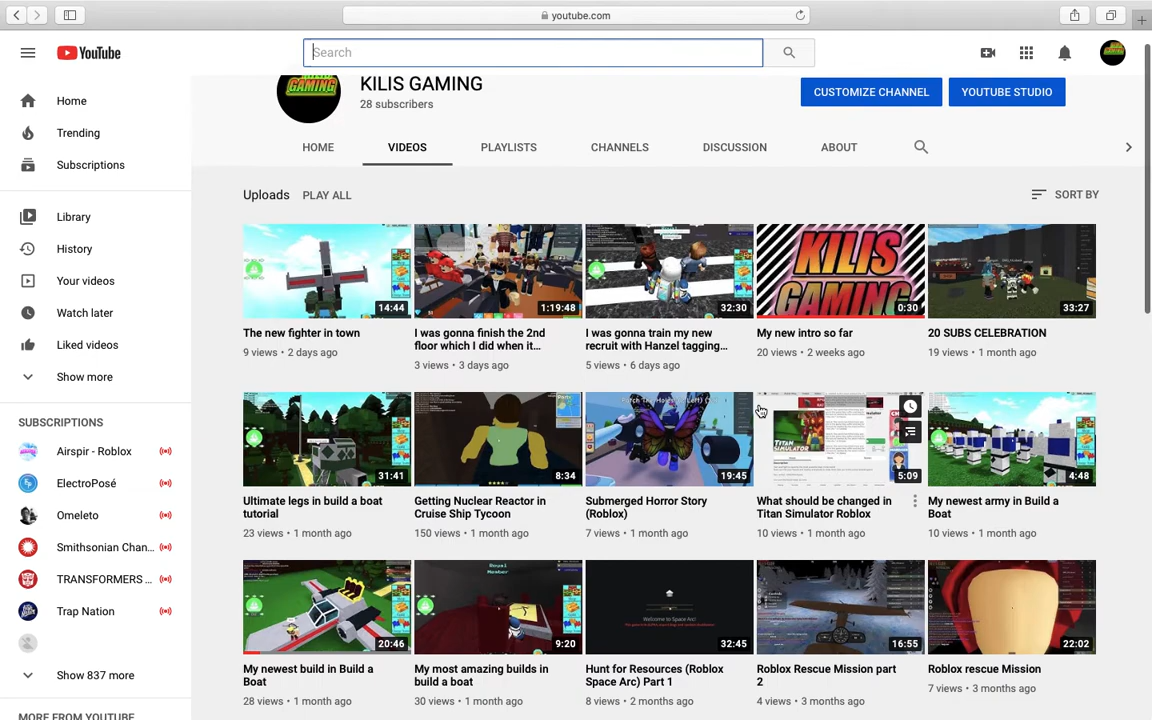 youtube.com
YouTube
Search
Home
Trending
Subscriptions
Library
History
Your videos
Watch later
Liked videos
Show more
SUBSCRIPTIONS
Airspir - Roblox
ElectroPosé
Omeleto
Smithsonian Chan...
TRANSFORMERS ...
Trap Nation
Show 837 more
MORE FROM YOUTUBE
GAMING
KILIS GAMING
28 subscribers
CUSTOMIZE CHANNEL
YOUTUBE STUDIO
HOME
VIDEOS
PLAYLISTS
CHANNELS
DISCUSSION
ABOUT
Uploads
PLAY ALL
SORT BY
14:44
The new fighter in town
9 views • 2 days ago
1:19:48
I was gonna finish the 2nd
floor which I did when it...
3 views • 3 days ago
32:30
I was gonna train my new
recruit with Hanzel tagging...
5 views • 6 days ago
KILIS
GAMING
0:30
My new intro so far
20 views • 2 weeks ago
33:27
20 SUBS CELEBRATION
19 views • 1 month ago
31:41
Ultimate legs in build a boat
tutorial
23 views • 1 month ago
8:34
Getting Nuclear Reactor in
Cruise Ship Tycoon
150 views • 1 month ago
19:45
Submerged Horror Story
(Roblox)
7 views • 1 month ago
TITAN
SIMULATOR
5:09
What should be changed in
Titan Simulator Roblox
10 views • 1 month ago
4:48
My newest army in Build a
Boat
10 views • 1 month ago
20:46
My newest build in Build a
Boat
28 views • 1 month ago
Royal
Member
9:20
My most amazing builds in
build a boat
30 views • 1 month ago
Welcome to Space Arc!
32:45
Hunt for Resources (Roblox
Space Arc) Part 1
8 views • 2 months ago
16:55
Roblox Rescue Mission part
2
4 views • 3 months ago
22:02
Roblox rescue Mission
7 views • 3 months ago